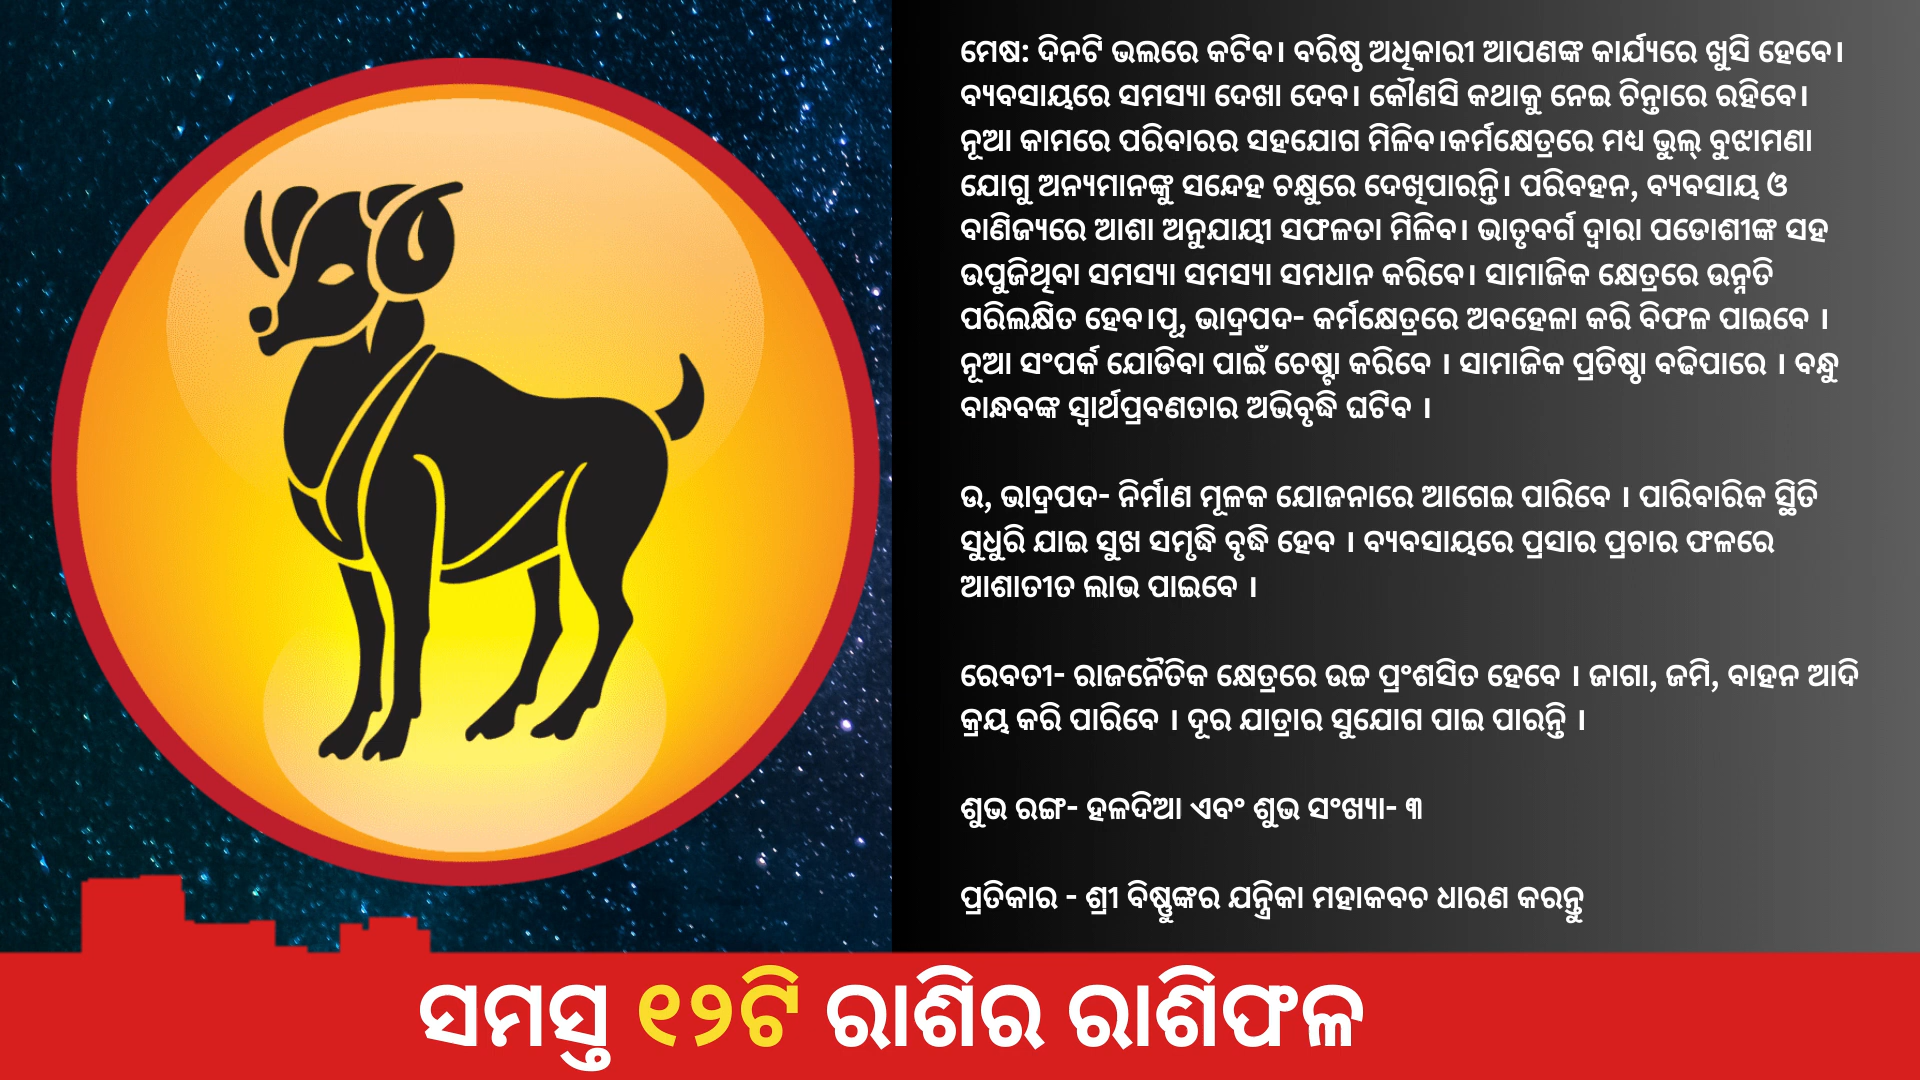 ମେଷ: ଦିନଟି ଭଲରେ କଟିବ। ବରିଷ୍ଠ ଅଧିକାରୀ ଆପଣଙ୍କ କାର୍ଯ୍ୟରେ ଖୁସି ହେବେ।
ବ୍ୟବସାୟରେ ସମସ୍ୟା ଦେଖା ଦେବ। କୌଣସି କଥାକୁ ନେଇ ଚିନ୍ତାରେ ରହିବେ।
ନୂଆ କାମରେ ପରିବାରର ସହଯୋଗ ମିଳିବ।କର୍ମକ୍ଷେତ୍ରରେ ମଧ୍ୟ ଭୁଲ୍ ବୁଝାମଣା
ଯୋଗୁ ଅନ୍ୟମାନଙ୍କୁ ସନ୍ଦେହ ଚକ୍ଷୁରେ ଦେଖିପାରନ୍ତି। ପରିବହନ, ବ୍ୟବସାୟ ଓ
ବାଣିଜ୍ୟରେ ଆଶା ଅନୁଯାୟୀ ସଫଳତା ମିଳିବ। ଭାତୃବର୍ଗ ଦ୍ୱାରା ପଡୋଶୀଙ୍କ ସହ
ଉପୁଜିଥିବା ସମସ୍ୟା ସମସ୍ୟା ସମଧାନ କରିବେ। ସାମାଜିକ କ୍ଷେତ୍ରରେ ଉନ୍ନତି
ପରିଲକ୍ଷିତ ହେବ।ପୂ, ଭାଦ୍ରପଦ- କର୍ମକ୍ଷେତ୍ରରେ ଅବହେଳା କରି ବିଫଳ ପାଇବେ ।
ନୂଆ ସଂପର୍କ ଯୋଡିବା ପାଇଁ ଚେଷ୍ଟା କରିବେ । ସାମାଜିକ ପ୍ରତିଷ୍ଠା ବଢିପାରେ । ବନ୍ଧୁ
ବାନ୍ଧବଙ୍କ ସ୍ୱାର୍ଥପ୍ରବଣତାର ଅଭିବୃଦ୍ଧି ଘଟିବ ।
ଉ, ଭାଦ୍ରପଦ- ନିର୍ମାଣ ମୂଳକ ଯୋଜନାରେ ଆଗେଇ ପାରିବେ । ପାରିବାରିକ ସ୍ଥିତି
ସୁଧୁରି ଯାଇ ସୁଖ ସମୃଦ୍ଧି ବୃଦ୍ଧି ହେବ । ବ୍ୟବସାୟରେ ପ୍ରସାର ପ୍ରଚାର ଫଳରେ
ଆଶାତୀତ ଲାଭ ପାଇବେ ।
ରେବତୀ- ରାଜନୈତିକ କ୍ଷେତ୍ରରେ ଉଚ୍ଚ ପ୍ରଂଶସିତ ହେବେ । ଜାଗା, ଜମି, ବାହନ ଆଦି
କ୍ରୟ କରି ପାରିବେ । ଦୂର ଯାତ୍ରାର ସୁଯୋଗ ପାଇ ପାରନ୍ତି ।
ଶୁଭ ରଙ୍ଗ- ହଳଦିଆ ଏବଂ ଶୁଭ ସଂଖ୍ୟା- ୩
ପ୍ରତିକାର - ଶ୍ରୀ ବିଷ୍ଣୁଙ୍କର ଯନ୍ତ୍ରିକା ମହାକବଚ ଧାରଣ କରନ୍ତୁ
ସମସ୍ତ ୧୨ଟି ରାଶିର ରାଶିଫଳ